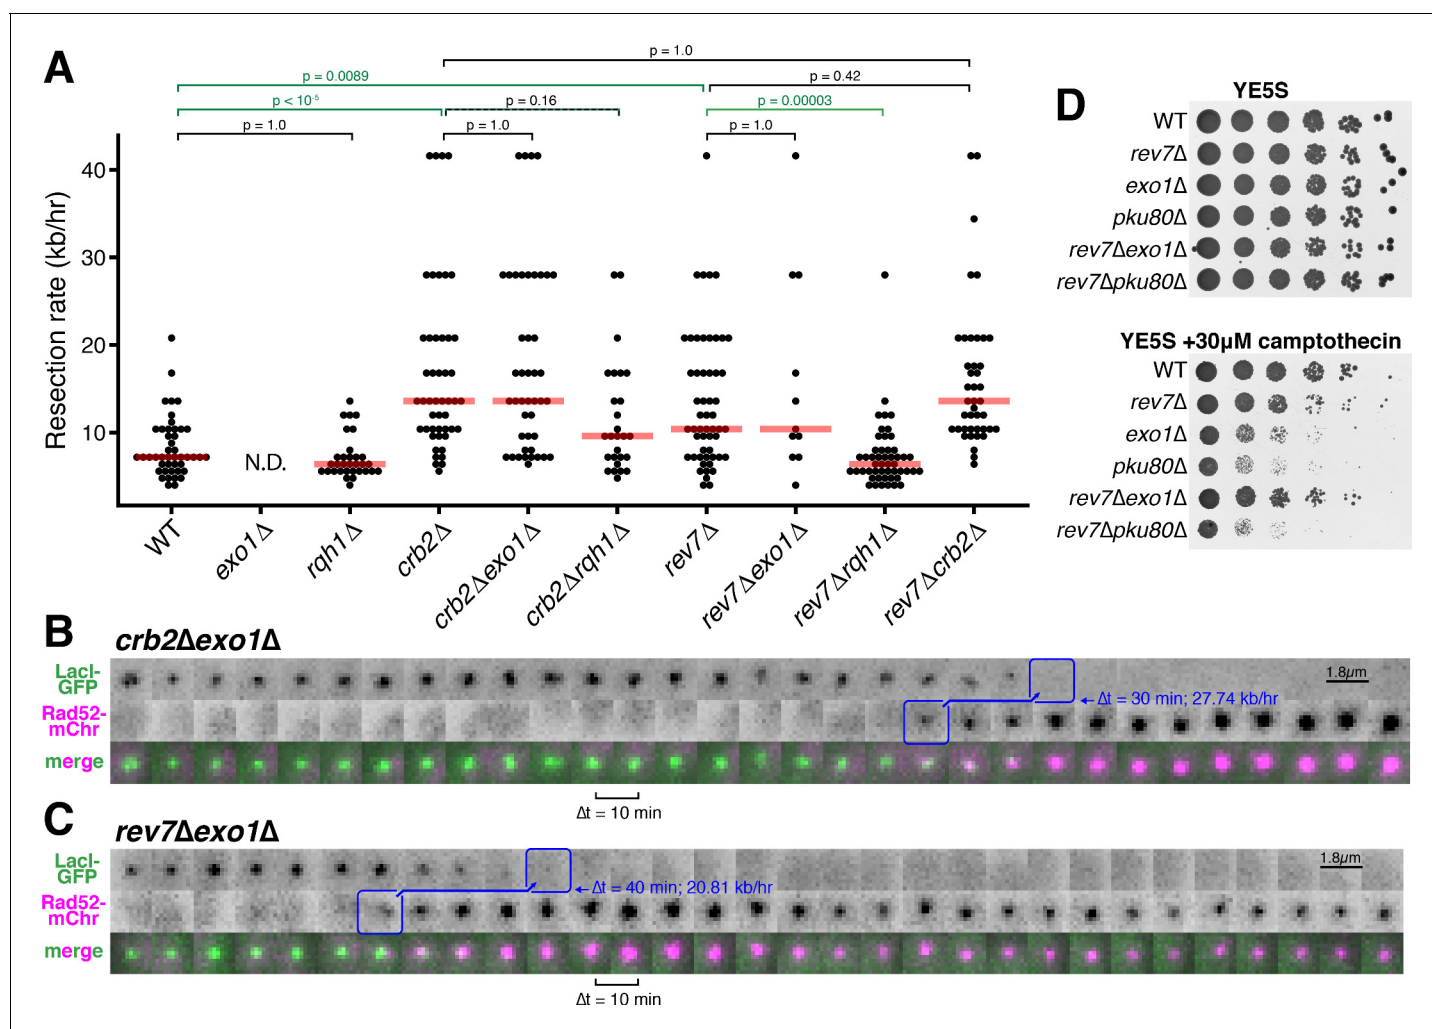 A
p = 1.0
p = 0.0089
p = 0.42
p < 10⁻⁵
p = 0.16
p = 0.00003
p = 1.0
p = 1.0
p = 1.0
Resection rate (kb/hr)
40
30
20
10
N.D.
WT
exo1Δ
rqh1Δ
crb2Δ
crb2Δexo1Δ
crb2Δrqh1Δ
rev7Δ
rev7Δexo1Δ
rev7Δrqh1Δ
rev7Δcrb2Δ
D
YE5S
WT
rev7Δ
exo1Δ
pku80Δ
rev7Δexo1Δ
rev7Δpku80Δ
YE5S +30µM camptothecin
WT
rev7Δ
exo1Δ
pku80Δ
rev7Δexo1Δ
rev7Δpku80Δ
B
crb2Δexo1Δ
LacI-
GFP
1.8µm
Δt = 30 min; 27.74 kb/hr
Rad52-
mChr
merge
Δt = 10 min
C
rev7Δexo1Δ
LacI-
GFP
1.8µm
Δt = 40 min; 20.81 kb/hr
Rad52-
mChr
merge
Δt = 10 min